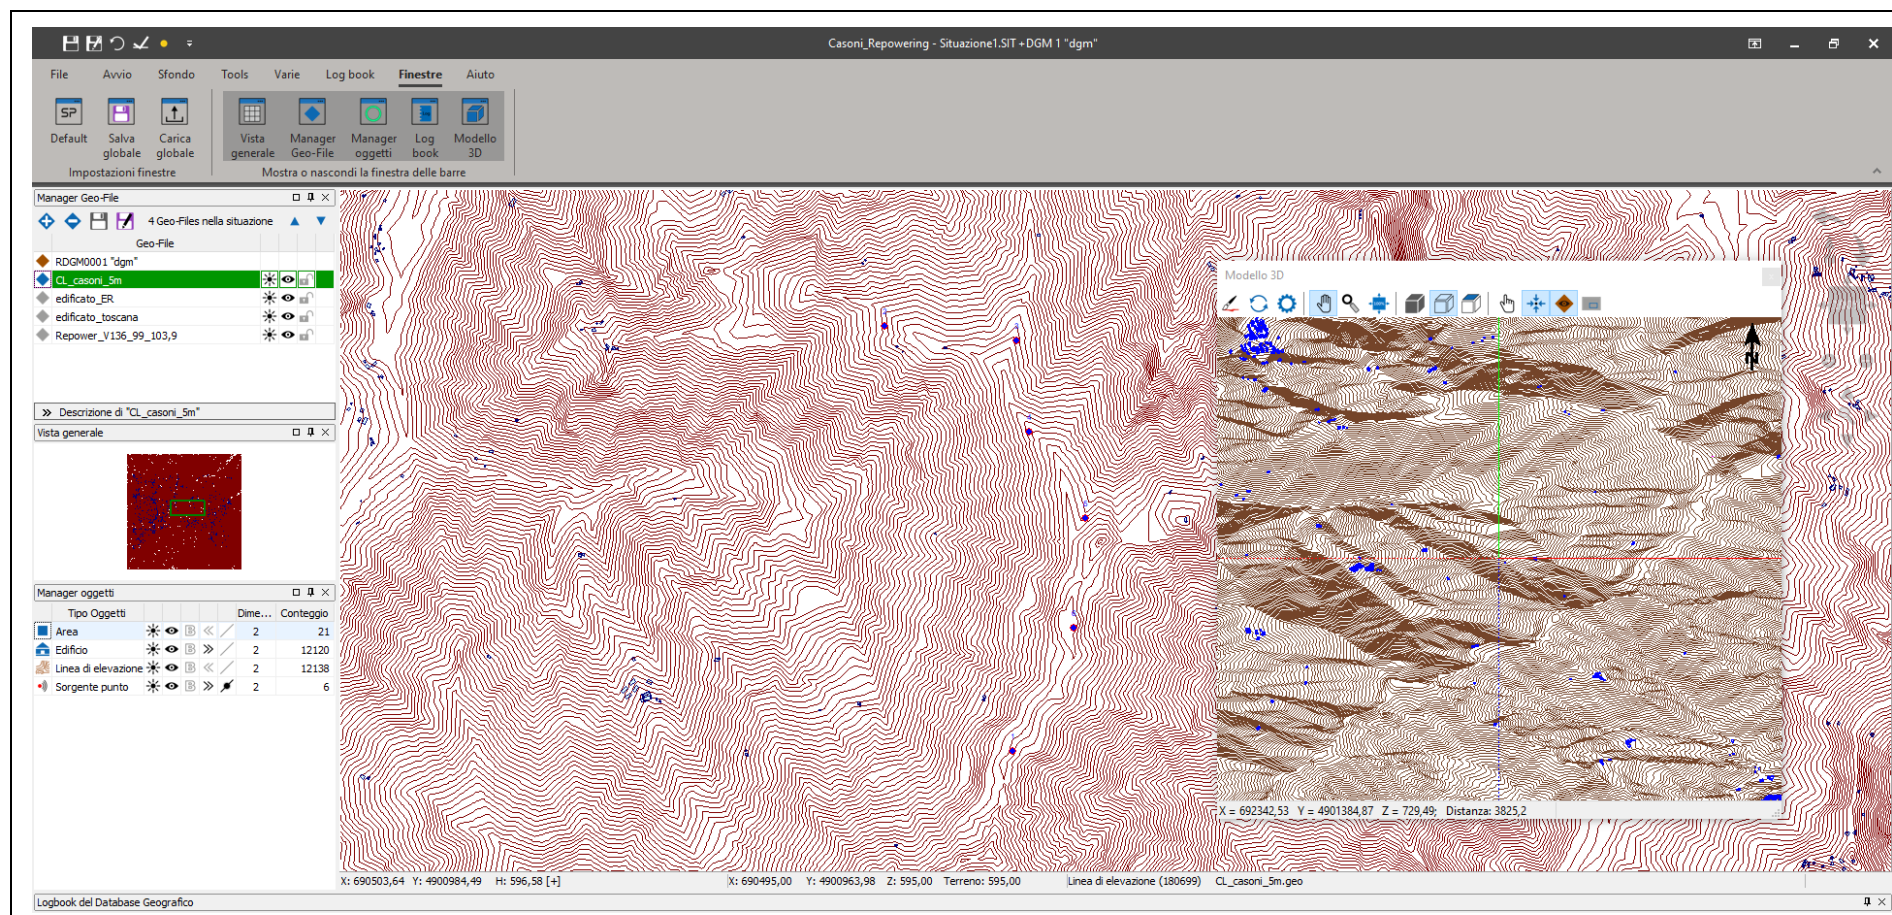 Casoni_Repowering - Situazione1.SIT + DGM 1 "dgm"
File Avvio Sfondo Tools Varie Log book Finestre Aiuto
SP
Default Salva globale Carica globale Vista generale Manager Geo-File Manager oggetti Log book Modello 3D
Impostazioni finestre Mostra o nascondi la finestra delle barre
Manager Geo-File
4 Geo-Files nella situazione
Geo-File
RDGM0001 "dgm"
CL_casoni_5m
edificato_ER
edificato_toscana
Repower_V136_99_103,9
Descrizione di "CL_casoni_5m"
Vista generale
Manager oggetti
Tipo Oggetti Dime... Conteggio
Area 2 21
Edificio 2 12120
Linea di elevazione 2 12138
Sorgente punto 2 6
Modello 3D
N
X = 692342,53 Y = 4901384,87 Z = 729,49; Distanza: 3825,2
X: 690503,64 Y: 4900984,49 H: 596,58 [+] X: 690495,00 Y: 4900963,98 Z: 595,00 Terreno: 595,00 Linea di elevazione (180699) CL_casoni_5m.geo
Logbook del Database Geografico